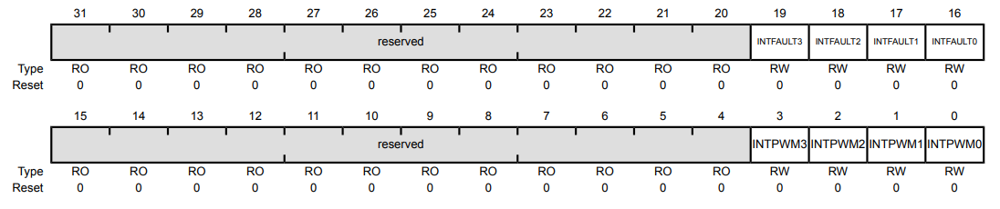 31 30 29 28 27 26 25 24 23 22 21 20 19 18 17 16
reserved INTFAULT3 INTFAULT2 INTFAULT1 INTFAULT0
Type RO RO RO RO RO RO RO RO RO RO RO RO RW RW RW RW
Reset 0 0 0 0 0 0 0 0 0 0 0 0 0 0 0 0
15 14 13 12 11 10 9 8 7 6 5 4 3 2 1 0
reserved INTPWM3 INTPWM2 INTPWM1 INTPWM0
Type RO RO RO RO RO RO RO RO RO RO RO RO RW RW RW RW
Reset 0 0 0 0 0 0 0 0 0 0 0 0 0 0 0 0